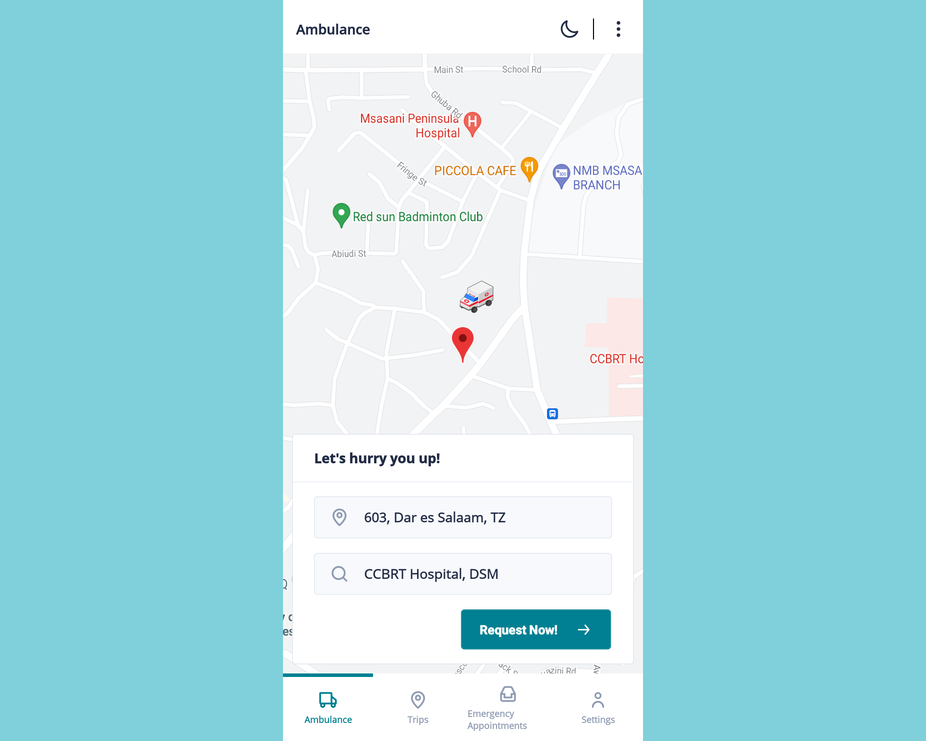 Ambulance
Main St
School Rd
Ghuba Rd
Msasani Peninsula
Hospital
H
PICCOLA CAFE
NMB MSASA
BRANCH
Fringe St
Red sun Badminton Club
Abiudi St
CCBRT Ho
Let's hurry you up!
603, Dar es Salaam, TZ
CCBRT Hospital, DSM
Request Now!
Ambulance
Trips
Emergency
Appointments
Settings